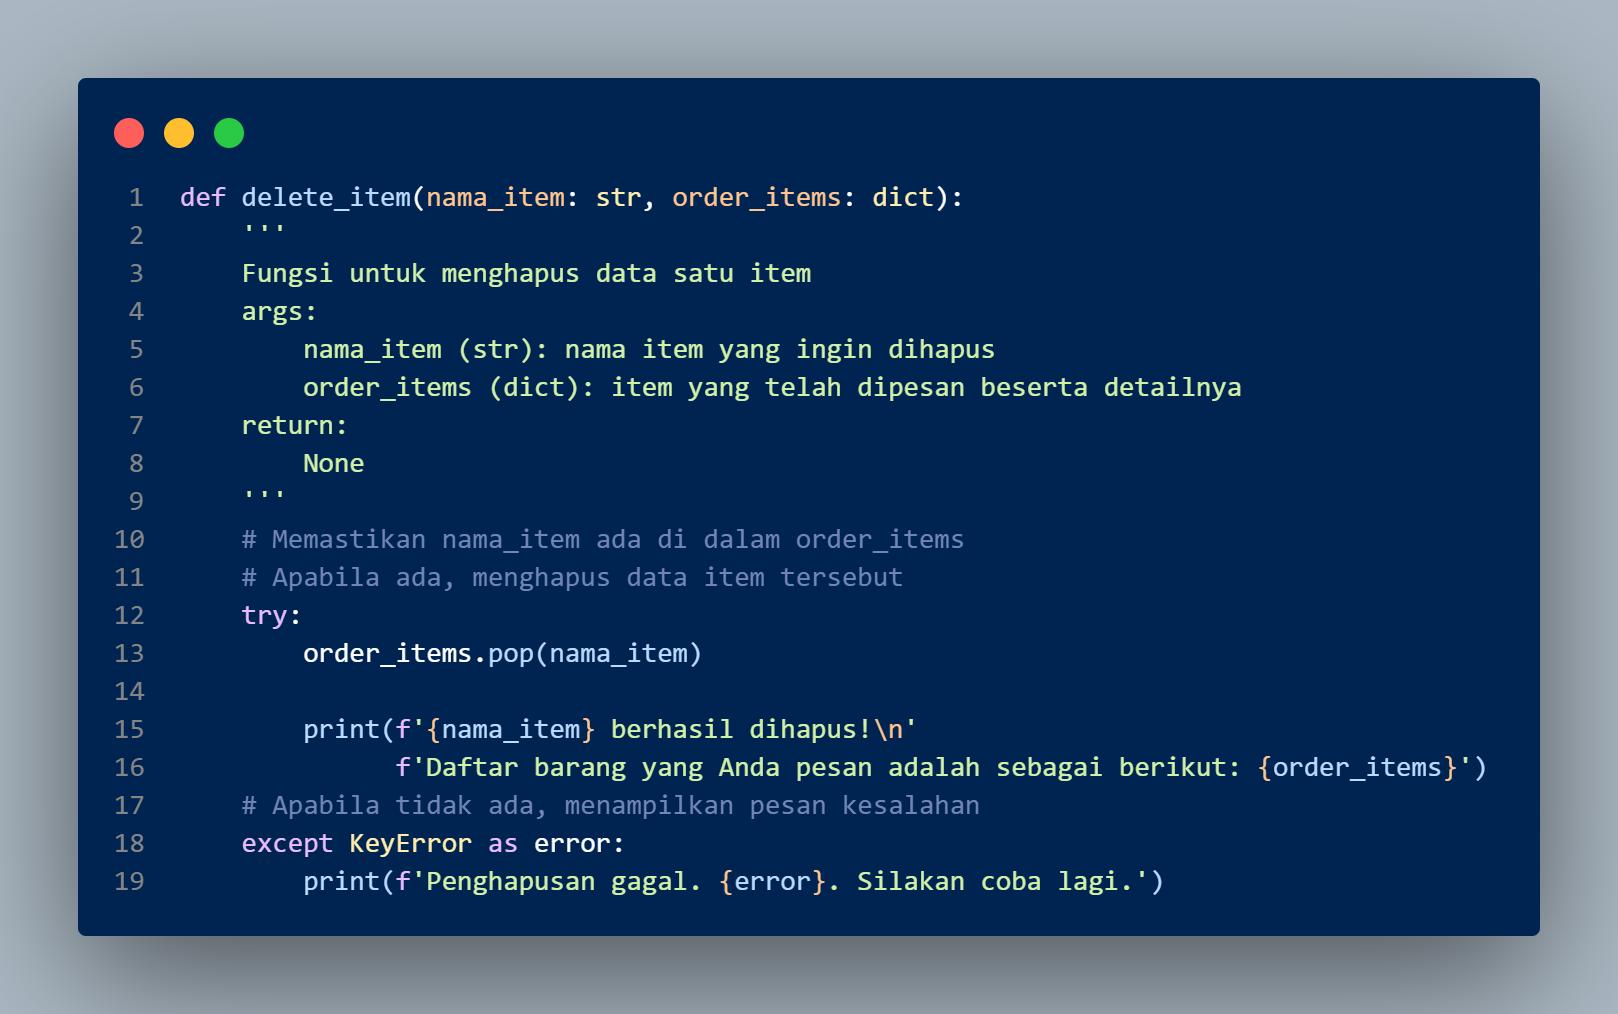 1 def delete_item(nama_item: str, order_items: dict):
2     '''
3     Fungsi untuk menghapus data satu item
4     args:
5         nama_item (str): nama item yang ingin dihapus
6         order_items (dict): item yang telah dipesan beserta detailnya
7     return:
8         None
9     '''
10     # Memastikan nama_item ada di dalam order_items
11     # Apabila ada, menghapus data item tersebut
12     try:
13         order_items.pop(nama_item)
14
15         print(f'{nama_item} berhasil dihapus!\n'
16               f'Daftar barang yang Anda pesan adalah sebagai berikut: {order_items}')
17     # Apabila tidak ada, menampilkan pesan kesalahan
18     except KeyError as error:
19         print(f'Penghapusan gagal. {error}. Silakan coba lagi.')